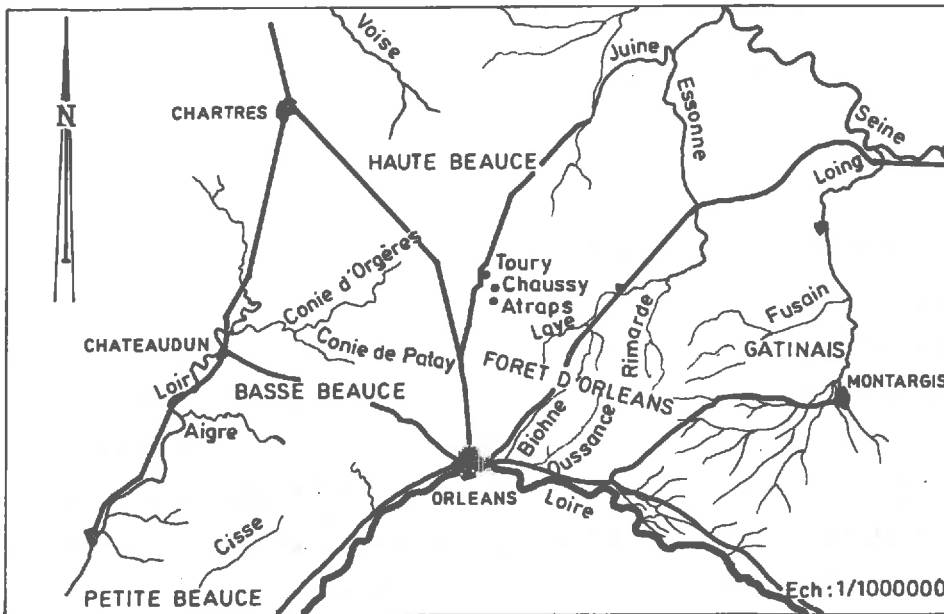 Voise
Juine
N
CHARTRES
Essonne
Seine
HAUTE BEAUCE
Loing
Conie d'Orgères
Toury
Chaussy
Atraps
Fusain
Laye
Rimarde
CHATEAUDUN
Conie de Patay
FORET D'ORLEANS
GATINAIS
Loir
BASSE BEAUCE
MONTARGIS
Aigre
Biohne
Oussance
ORLEANS
Loire
Cisse
PETITE BEAUCE
Ech: 1/1000000